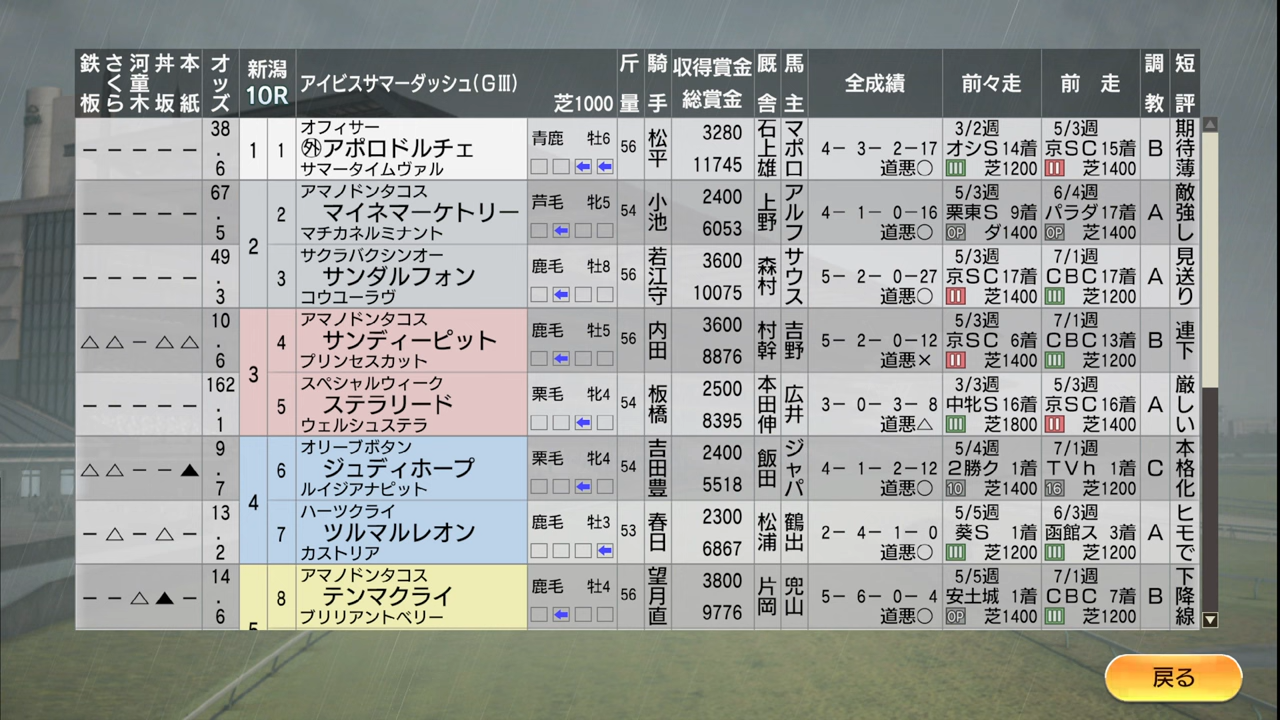 鉄板 さくら 河童木 井坂 本紙 オッズ 新潟10R アイビスサマーダッシュ(GⅢ) 芝1000 斤量 騎手 収得賞金 総賞金 厩舎 馬主 全成績 前々走 前走 調教 短評
オフィサー
－－－－－ 38.6 1 1 ㊕アポロドルチェ 青鹿 牡6 56 松平 3280 11745 石上雄 マポロ 4－3－2－17 道悪○ 3/2週 オシS 14着 Ⅲ 芝1200 5/3週 京SC 15着 Ⅱ 芝1400 B 期待薄
サマータイムヴァル
アマノドンタコス
－－－－－ 67.5 2 2 マイネマーケトリー 芦毛 牝5 54 小池 2400 6053 上野 アルフ 4－1－0－16 道悪○ 5/3週 栗東S 9着 OP ダ1400 6/4週 パラダ 17着 OP 芝1400 A 敵強し
マチカネルミナント
サクラバクシンオー
－－－－－ 49.3 3 サンダルフォン 鹿毛 牡8 56 若江守 3600 10075 森村 サウス 5－2－0－27 道悪○ 5/3週 京SC 17着 Ⅱ 芝1400 7/1週 CBC 17着 Ⅲ 芝1200 A 見送り
コウユーラヴ
アマノドンタコス
△△－△△ 10.6 3 4 サンディーピット 鹿毛 牡5 56 内田 3600 8876 村幹 吉野 5－2－0－12 道悪× 5/3週 京SC 6着 Ⅱ 芝1400 7/1週 CBC 13着 Ⅲ 芝1200 B 連下
プリンセスカット
スペシャルウィーク
－－－－－ 162.1 5 ステラリード 栗毛 牝4 54 板橋 2500 8395 本田伸 広井 3－0－3－8 道悪△ 3/3週 中牝S 16着 Ⅲ 芝1800 5/3週 京SC 16着 Ⅱ 芝1400 A 厳しい
ウェルシュステラ
オリーブボタン
△△－－▲ 9.7 4 6 ジュディホープ 栗毛 牝4 54 吉田豊 2400 5518 飯田 ジャパ 4－1－2－12 道悪○ 5/4週 2勝ク 1着 10 芝1400 7/1週 TVh 1着 16 芝1200 C 本格化
ルイジアナピット
ハーツクライ
－△－△－ 13.2 7 ツルマルレオン 鹿毛 牡3 53 春日 2300 6867 松浦 鶴出 2－4－1－0 道悪○ 5/5週 葵S 1着 Ⅲ 芝1200 6/3週 函館ス 3着 Ⅲ 芝1200 A ヒモで
カストリア
アマノドンタコス
－－△▲－ 14.6 5 8 テンマクライ 鹿毛 牡4 56 望月直 3800 9776 片岡 兜山 5－6－0－4 道悪○ 5/5週 安土城 1着 OP 芝1400 7/1週 CBC 7着 Ⅲ 芝1200 B 下降線
ブリリアントベリー
戻る